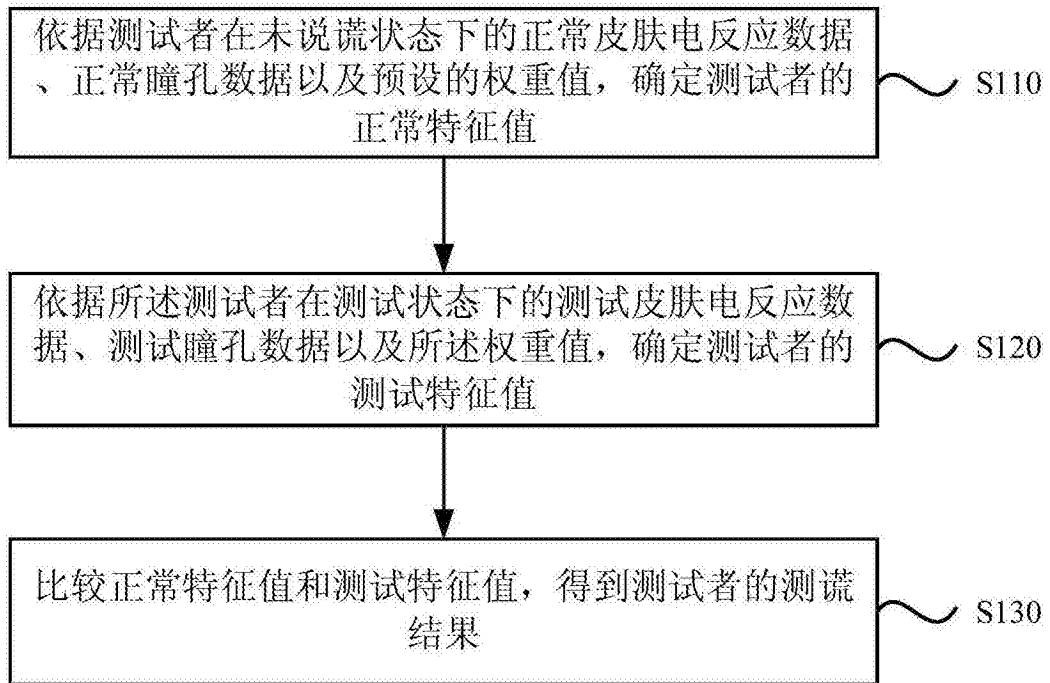 依据测试者在未说谎状态下的正常皮肤电反应数据
、正常瞳孔数据以及预设的权重值，确定测试者的
正常特征值
S110
依据所述测试者在测试状态下的测试皮肤电反应数
据、测试瞳孔数据以及所述权重值，确定测试者的
测试特征值
S120
比较正常特征值和测试特征值，得到测试者的测谎
结果
S130